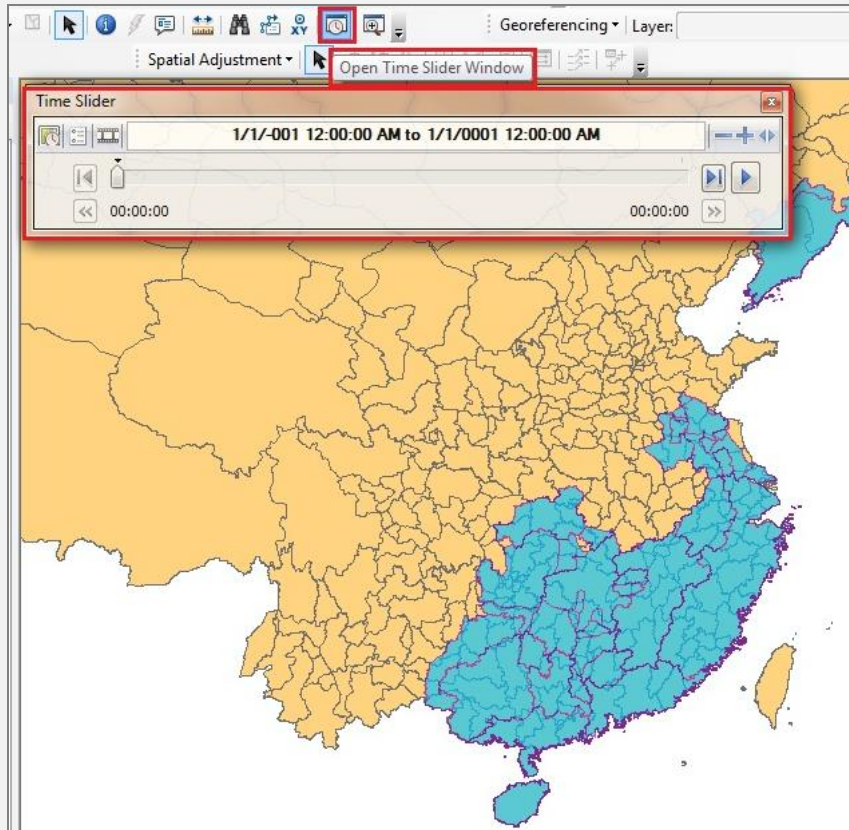 XY
Georeferencing
Layer:
Spatial Adjustment
Open Time Slider Window
Time Slider
1/1/-001 12:00:00 AM to 1/1/0001 12:00:00 AM
00:00:00 00:00:00